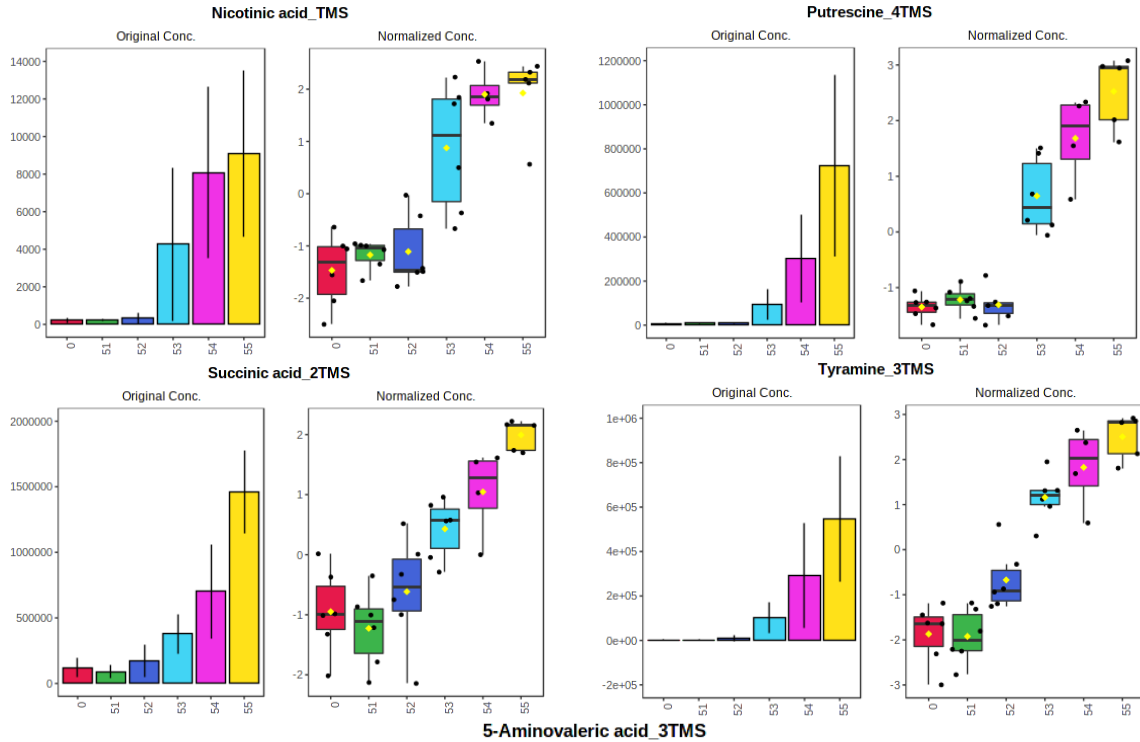 Nicotinic acid_TMS
Original Conc.
Normalized Conc.
14000
12000
10000
8000
6000
4000
2000
0
2
1
0
-1
-2
0 51 52 53 54 55
0 51 52 53 54 55
Putrescine_4TMS
Original Conc.
Normalized Conc.
1200000
1000000
800000
600000
400000
200000
0
3
2
1
0
-1
0 51 52 53 54 55
0 51 52 53 54 55
Succinic acid_2TMS
Original Conc.
Normalized Conc.
2000000
1500000
1000000
500000
0
2
1
0
-1
-2
0 51 52 53 54 55
0 51 52 53 54 55
Tyramine_3TMS
Original Conc.
Normalized Conc.
1e+06
8e+05
6e+05
4e+05
2e+05
0e+00
-2e+05
3
2
1
0
-1
-2
-3
0 51 52 53 54 55
0 51 52 53 54 55
5-Aminovaleric acid_3TMS